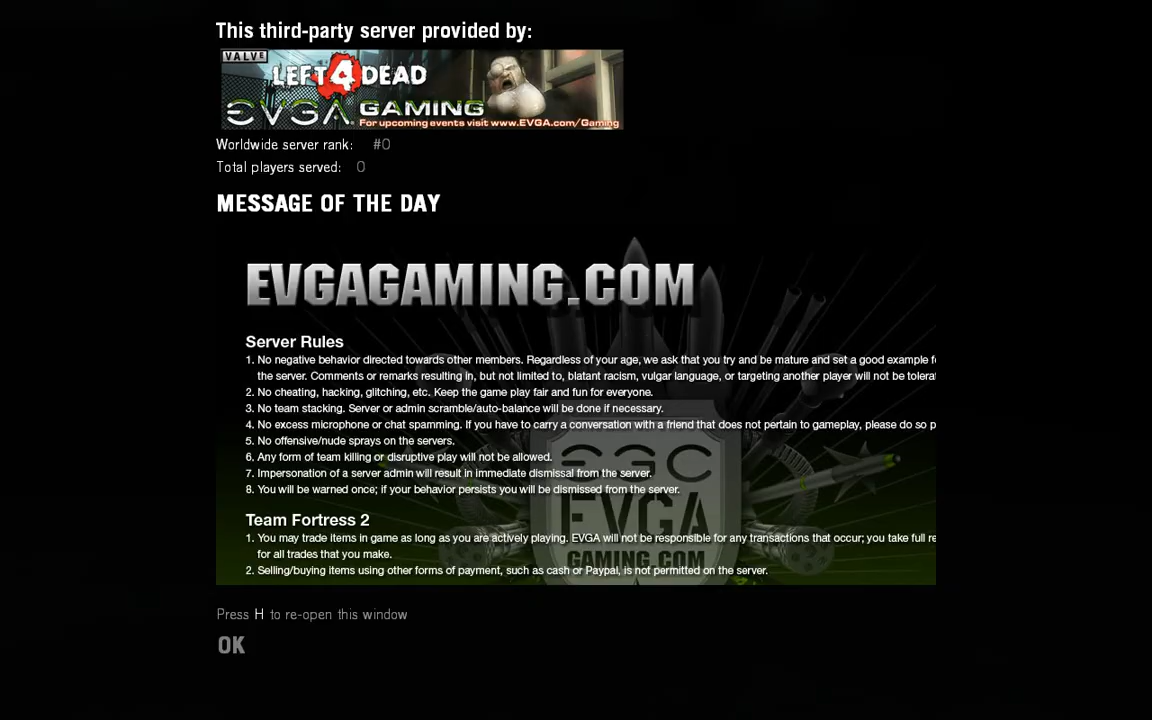 This third-party server provided by:
VALVE
LEFT 4 DEAD
EVGA GAMING
For upcoming events visit www.EVGA.com/Gaming
Worldwide server rank: #0
Total players served: 0
MESSAGE OF THE DAY
EVGAGAMING.COM
Server Rules
1. No negative behavior directed towards other members. Regardless of your age, we ask that you try and be mature and set a good example f
the server. Comments or remarks resulting in, but not limited to, blatant racism, vulgar language, or targeting another player will not be tolerat
2. No cheating, hacking, glitching, etc. Keep the game play fair and fun for everyone.
3. No team stacking. Server or admin scramble/auto-balance will be done if necessary.
4. No excess microphone or chat spamming. If you have to carry a conversation with a friend that does not pertain to gameplay, please do so p
5. No offensive/nude sprays on the servers.
6. Any form of team killing or disruptive play will not be allowed.
7. Impersonation of a server admin will result in immediate dismissal from the server.
8. You will be warned once; if your behavior persists you will be dismissed from the server.
EGC
EVGA
GAMING.COM
Team Fortress 2
1. You may trade items in game as long as you are actively playing. EVGA will not be responsible for any transactions that occur; you take full re
for all trades that you make.
2. Selling/buying items using other forms of payment, such as cash or Paypal, is not permitted on the server.
Press H to re-open this window
OK